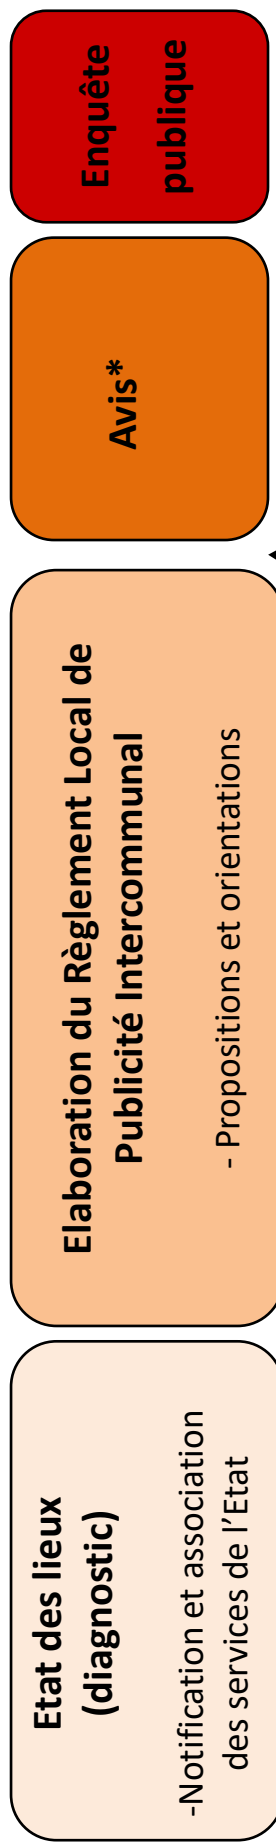 Etat des lieux
(diagnostic)
-Notification et association
des services de l'Etat
Elaboration du Règlement Local de
Publicité Intercommunal
- Propositions et orientations
Avis*
Enquête
publique